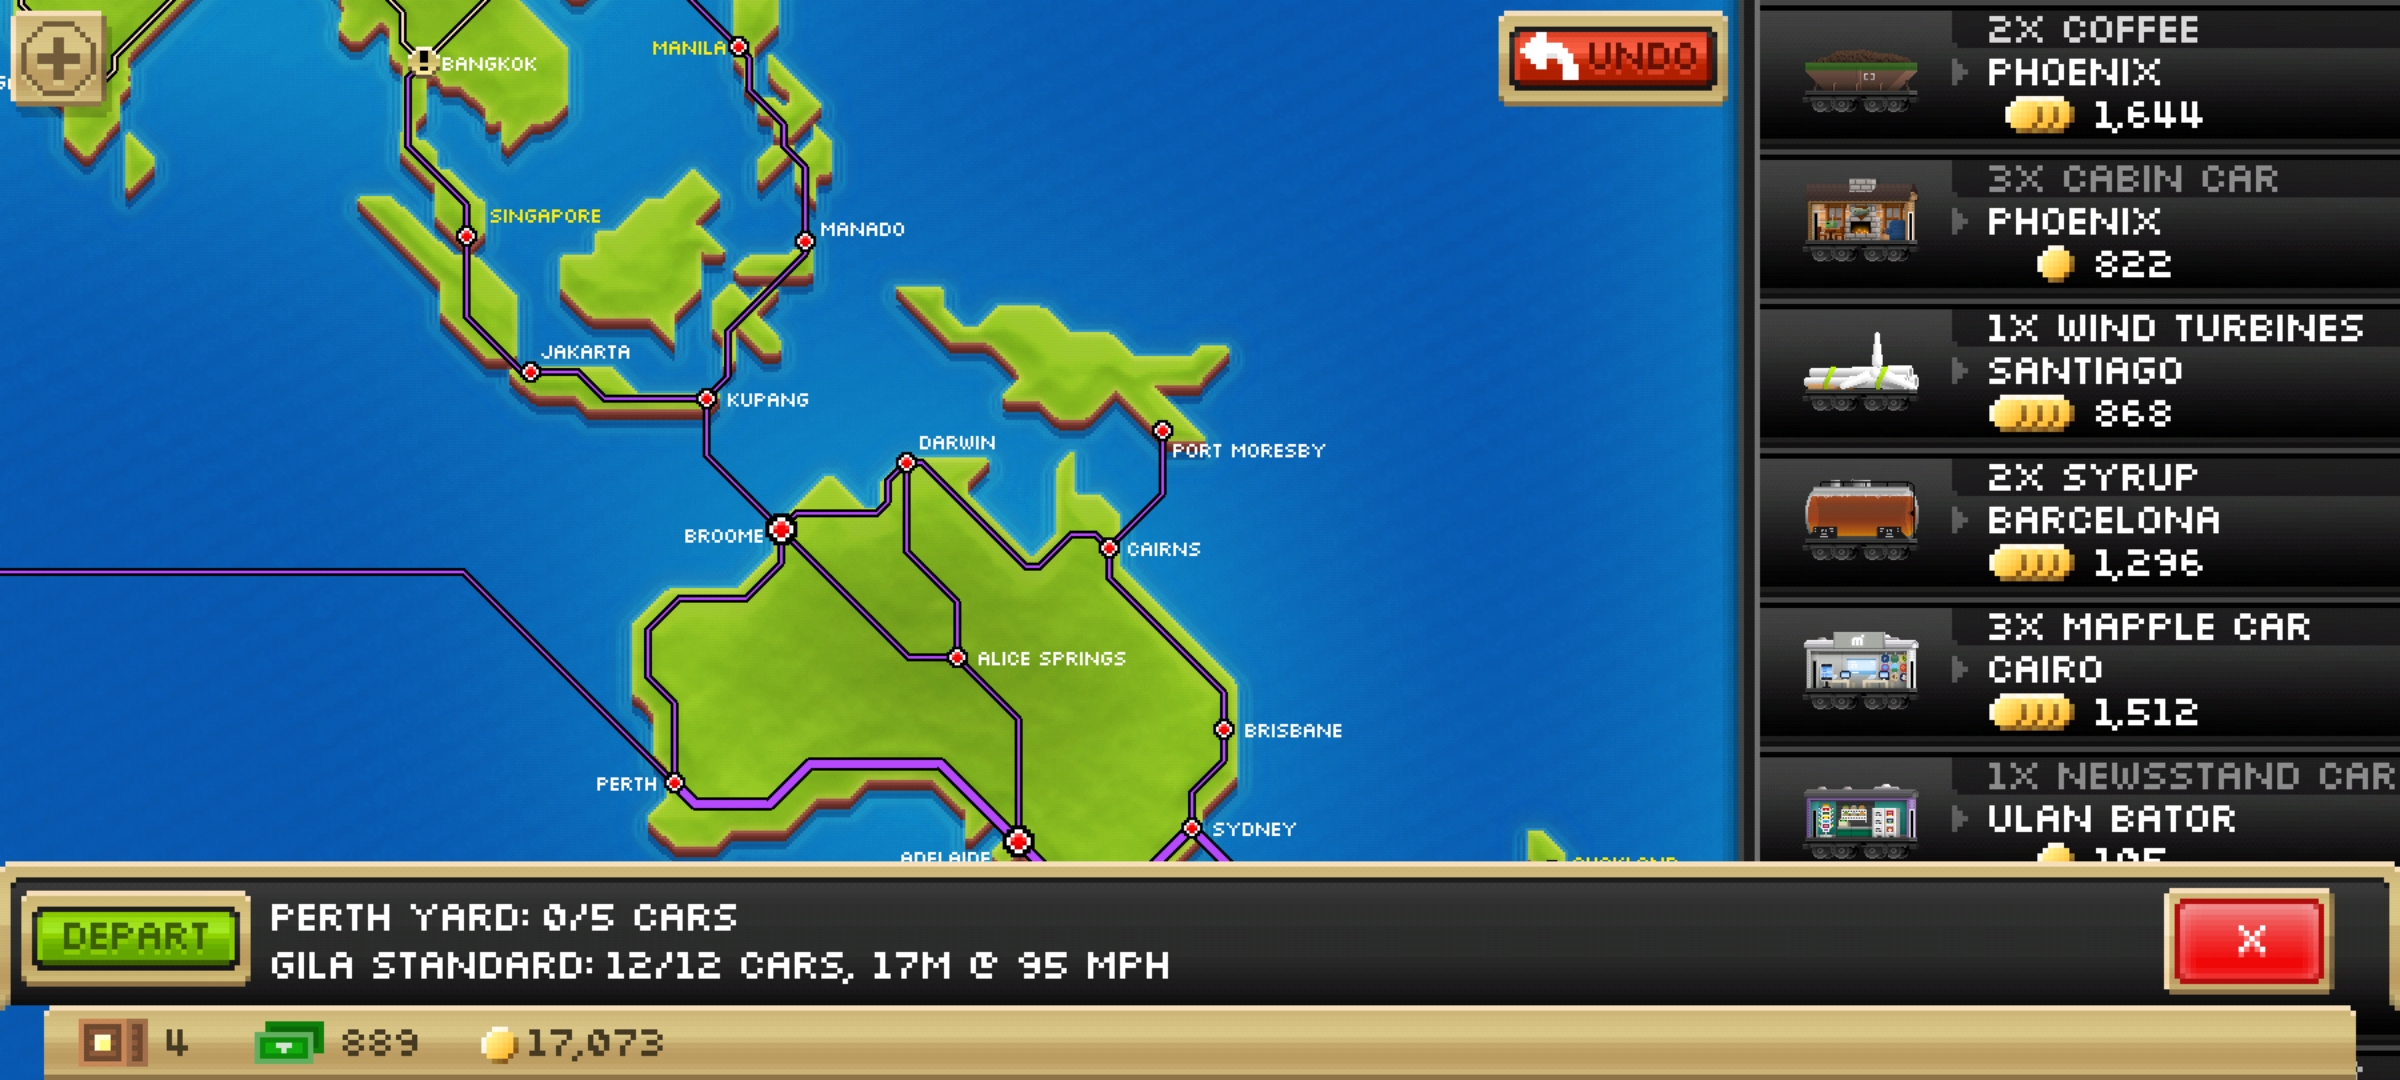 BANGKOK
MANILA
UNDO
SINGAPORE
MANADO
JAKARTA
KUPANG
DARWIN
PORT MORESBY
BROOME
CAIRNS
ALICE SPRINGS
BRISBANE
PERTH
SYDNEY
ADELAIDE
AUCKLAND
2X COFFEE
PHOENIX
1,644
3X CABIN CAR
PHOENIX
822
1X WIND TURBINES
SANTIAGO
868
2X SYRUP
BARCELONA
1,296
3X MAPPLE CAR
CAIRO
1,512
1X NEWSSTAND CAR
ULAN BATOR
DEPART
PERTH YARD: 0/5 CARS
GILA STANDARD: 12/12 CARS, 17M @ 95 MPH
X
4
889
17,073